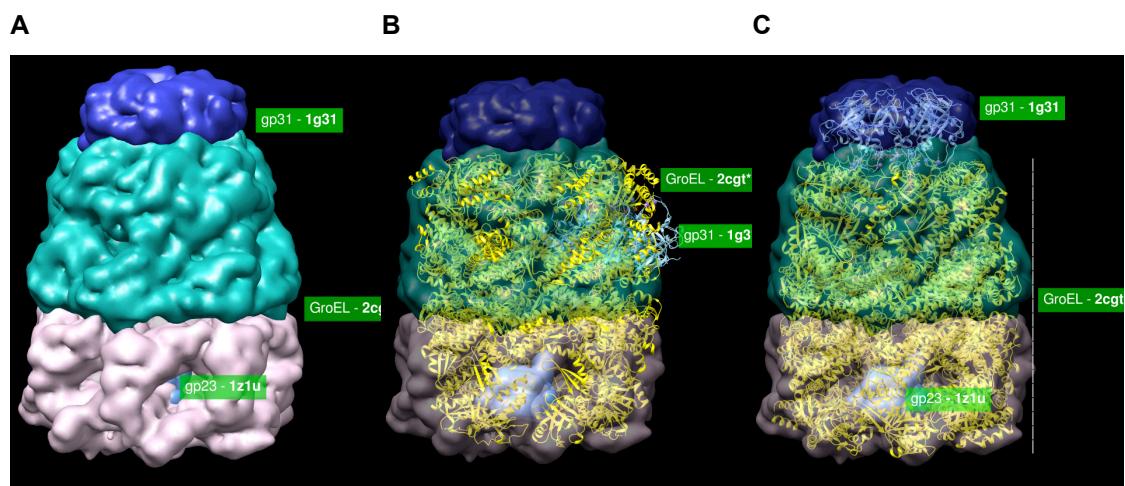 A
B
C
gp31 - 1g31
GroEL - 2cg
gp23 - 1z1u
GroEL - 2cgt*
gp31 - 1g3
gp31 - 1g31
GroEL - 2cgt
gp23 - 1z1u